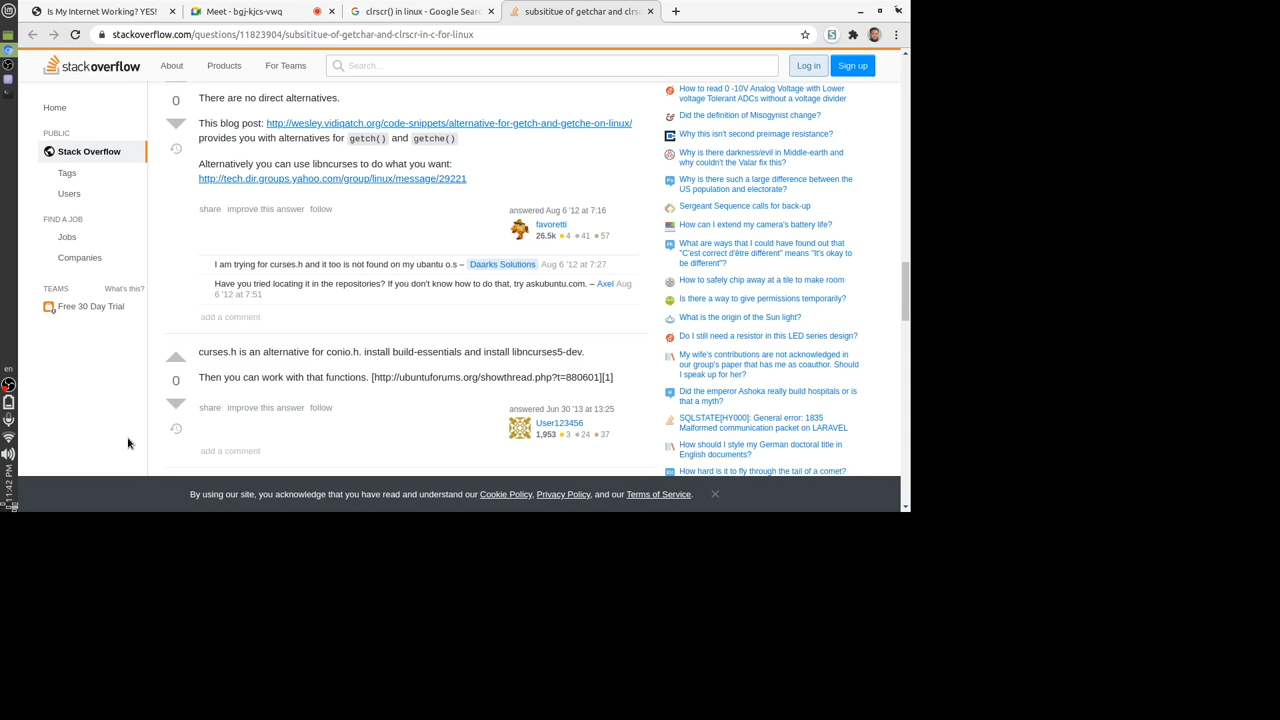 Is My Internet Working? YES!
Meet - bgj-kjcs-vwq
clrscr() in linux - Google Sear
subsititue of getchar and clrs
stackoverflow.com/questions/11823904/subsititue-of-getchar-and-clrscr-in-c-for-linux
stackoverflow
About
Products
For Teams
Search...
Log in
Sign up
Home
PUBLIC
Stack Overflow
Tags
Users
FIND A JOB
Jobs
Companies
TEAMS
What's this?
Free 30 Day Trial
0
There are no direct alternatives.
This blog post: http://wesley.vidiqatch.org/code-snippets/alternative-for-getch-and-getche-on-linux/
provides you with alternatives for getch() and getche()
Alternatively you can use libncurses to do what you want:
http://tech.dir.groups.yahoo.com/group/linux/message/29221
share improve this answer follow
answered Aug 6 '12 at 7:16
favoretti
26.5k 4 41 57
I am trying for curses.h and it too is not found on my ubantu o.s – Daarks Solutions Aug 6 '12 at 7:27
Have you tried locating it in the repositories? If you don't know how to do that, try askubuntu.com. – Axel Aug
6 '12 at 7:51
add a comment
curses.h is an alternative for conio.h. install build-essentials and install libncurses5-dev.
0
Then you can work with that functions. [http://ubuntuforums.org/showthread.php?t=880601][1]
share improve this answer follow
answered Jun 30 '13 at 13:25
User123456
1,953 3 24 37
add a comment
How to read 0 -10V Analog Voltage with Lower
voltage Tolerant ADCs without a voltage divider
Did the definition of Misogynist change?
Why this isn't second preimage resistance?
Why is there darkness/evil in Middle-earth and
why couldn't the Valar fix this?
Why is there such a large difference between the
US population and electorate?
Sergeant Sequence calls for back-up
How can I extend my camera's battery life?
What are ways that I could have found out that
"C'est correct d'être différent" means "It's okay to
be different"?
How to safely chip away at a tile to make room
Is there a way to give permissions temporarily?
What is the origin of the Sun light?
Do I still need a resistor in this LED series design?
My wife's contributions are not acknowledged in
our group's paper that has me as coauthor. Should
I speak up for her?
Did the emperor Ashoka really build hospitals or is
that a myth?
SQLSTATE[HY000]: General error: 1835
Malformed communication packet on LARAVEL
How should I style my German doctoral title in
English documents?
How hard is it to fly through the tail of a comet?
By using our site, you acknowledge that you have read and understand our Cookie Policy, Privacy Policy, and our Terms of Service.
en
11:42 PM